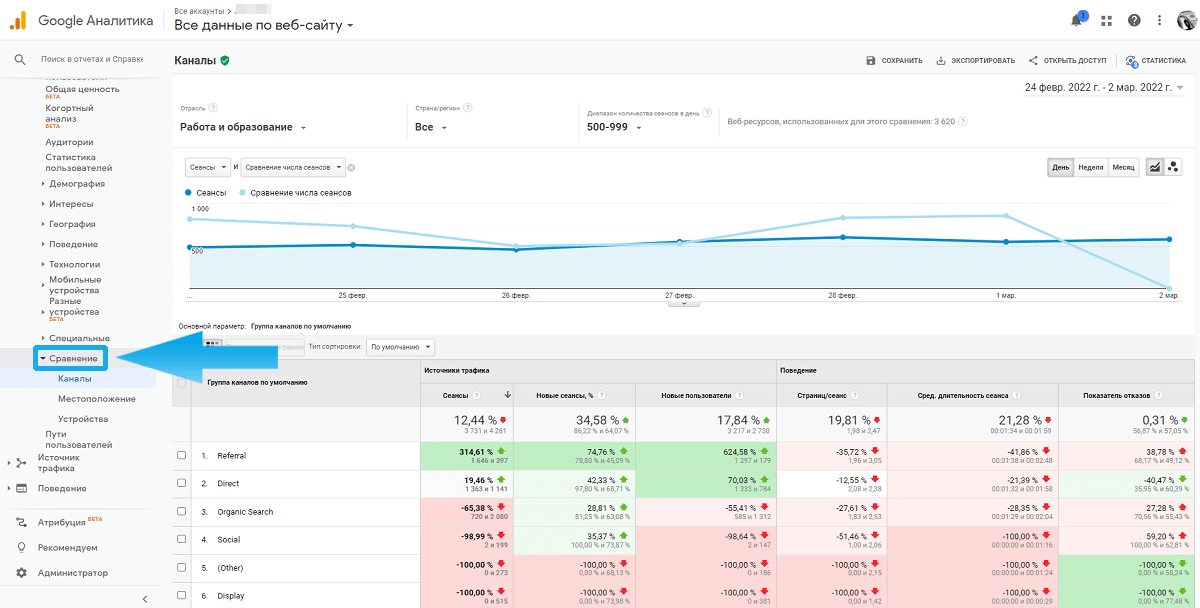 Google Аналитика
Все аккаунты >
Все данные по веб-сайту
1
Поиск в отчетах и Справке
Каналы
СОХРАНИТЬ
ЭКСПОРТИРОВАТЬ
ОТКРЫТЬ ДОСТУП
3
СТАТИСТИКА
24 февр. 2022 г. - 2 мар. 2022 г.
Общая ценность
БЕТА
Когортный
анализ
БЕТА
Аудитории
Статистика
пользователей
Демография
Интересы
География
Поведение
Технологии
Мобильные
устройства
Разные
устройства
БЕТА
Специальные
Сравнение
Каналы
Местоположение
Устройства
Пути
пользователей
Источник
трафика
Поведение
Атрибуция БЕТА
Рекомендуем
Администратор
Отрасль
Работа и образование
Страна/регион
Все
Диапазон количества сеансов в день
500-999
Веб-ресурсов, использованных для этого сравнения: 3 620
Сеансы
и
Сравнение числа сеансов
День
Неделя
Месяц
Сеансы
Сравнение числа сеансов
1 000
500
...
25 февр.
26 февр.
27 февр.
28 февр.
1 мар.
2 мар.
Основной параметр: Группа каналов по умолчанию
Тип сортировки:
По умолчанию
Группа каналов по умолчанию
Источники трафика
Поведение
Сеансы
Новые сеансы, %
Новые пользователи
Страниц/сеанс
Сред. длительность сеанса
Показатель отказов
12,44 %
3 731 и 4 261
34,58 %
86,22 % и 64,07 %
17,84 %
3 217 и 2 730
19,81 %
1,98 и 2,47
21,28 %
00:01:34 и 00:01:59
0,31 %
56,87 % и 57,05 %
1. Referral
314,61 %
1 646 и 397
74,76 %
78,80 % и 45,09 %
624,58 %
1 297 и 179
-35,72 %
1,96 и 3,05
-41,86 %
00:01:38 и 00:02:48
38,78 %
68,17 % и 49,12 %
2. Direct
19,46 %
1 363 и 1 141
42,33 %
97,80 % и 68,71 %
70,03 %
1 333 и 784
-12,55 %
2,08 и 2,38
-21,39 %
00:01:32 и 00:01:58
-40,47 %
35,95 % и 60,39 %
3. Organic Search
-65,38 %
720 и 2 080
28,81 %
81,25 % и 63,08 %
-55,41 %
585 и 1 312
-27,61 %
1,83 и 2,53
-28,35 %
00:01:29 и 00:02:04
27,28 %
70,56 % и 55,43 %
4. Social
-98,99 %
2 и 199
35,37 %
100,00 % и 73,87 %
-98,64 %
2 и 147
-51,46 %
1,00 и 2,06
-100,00 %
00:00:00 и 00:01:16
59,20 %
100,00 % и 62,81 %
5. (Other)
-100,00 %
0 и 273
-100,00 %
0,00 % и 68,13 %
-100,00 %
0 и 186
-100,00 %
0,00 и 2,15
-100,00 %
00:00:00 и 00:01:24
-100,00 %
0,00 % и 58,24 %
6. Display
-100,00 %
0 и 515
-100,00 %
0,00 % и 73,98 %
-100,00 %
0 и 381
-100,00 %
0,00 и 1,42
-100,00 %
00:00:00 и 00:00:29
-100,00 %
0,00 % и 77,48 %